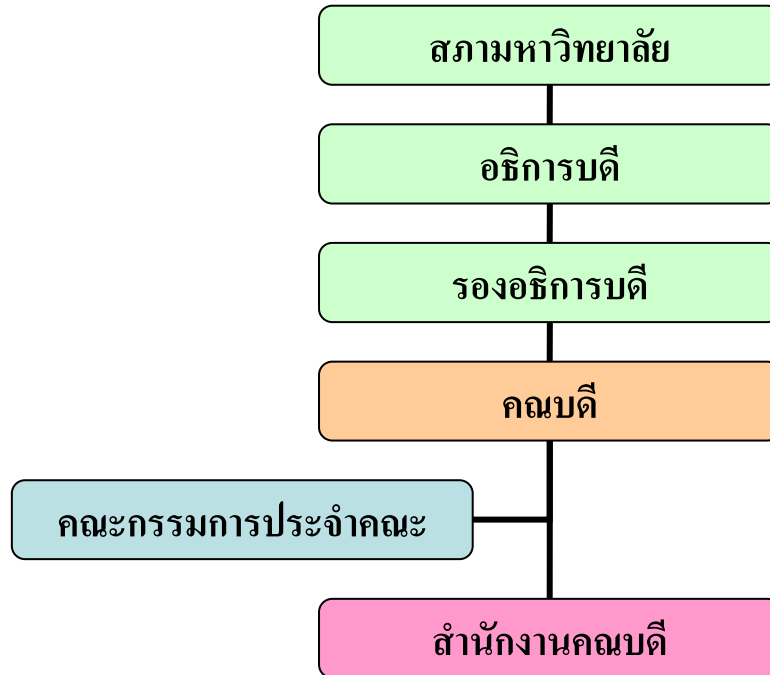 สภามหาวิทยาลัย
อธิการบดี
รองอธิการบดี
คณบดี
คณะกรรมการประจำคณะ
สำนักงานคณบดี